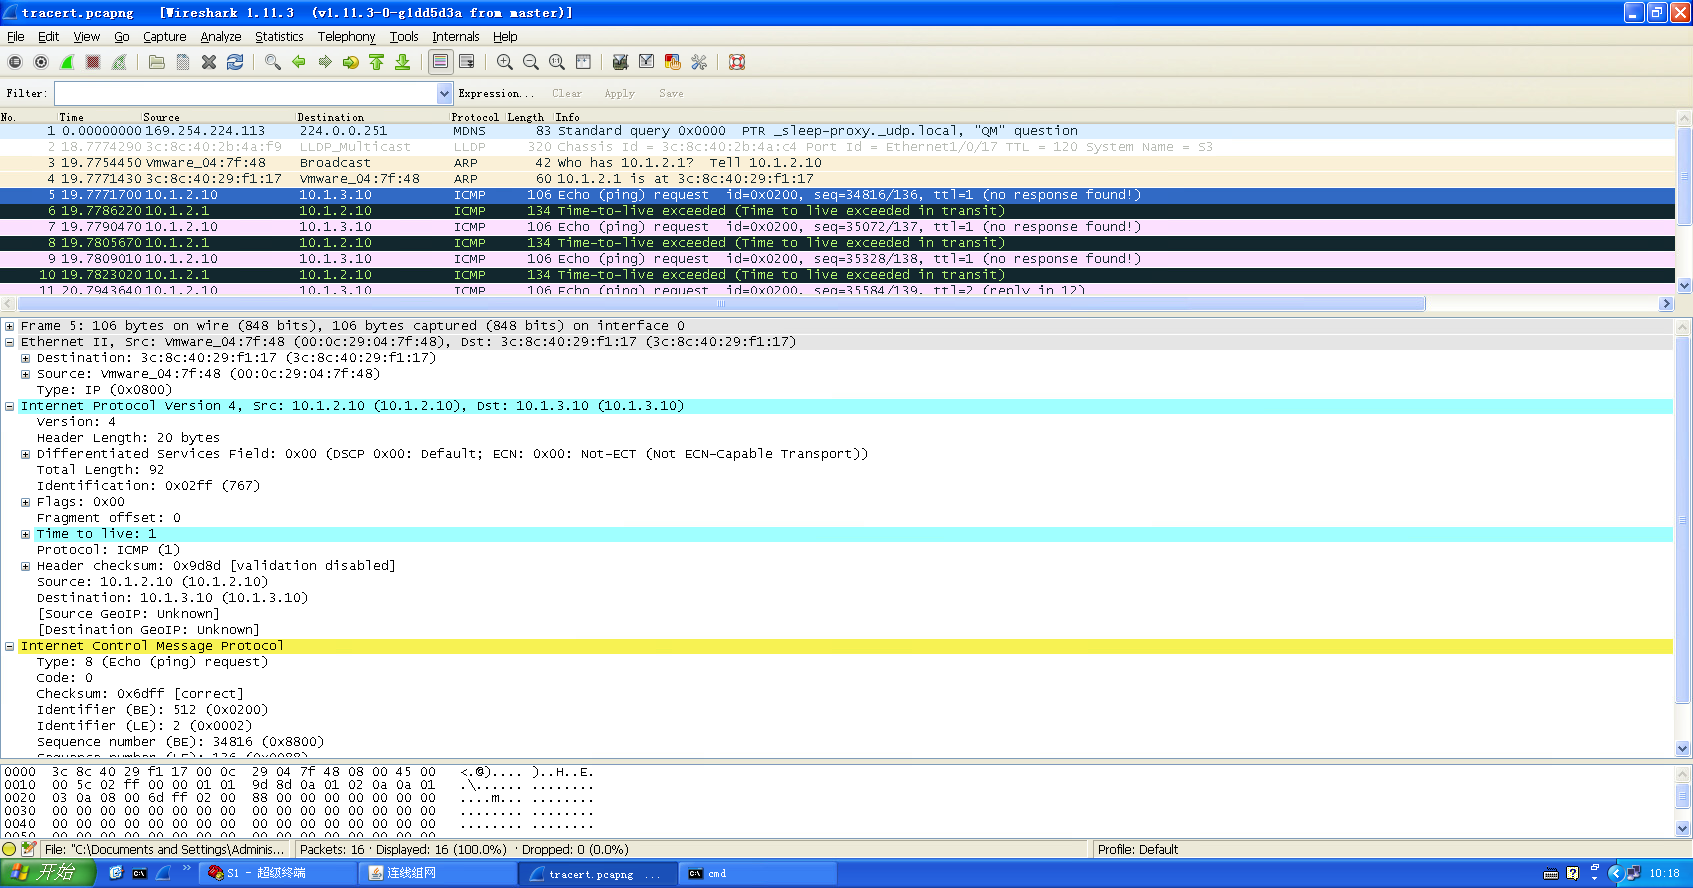 tracert.pcapng   [Wireshark 1.11.3  (v1.11.3-0-g1dd5d3a from master)]
File Edit View Go Capture Analyze Statistics Telephony Tools Internals Help
Filter: Expression... Clear Apply Save
No. Time Source Destination Protocol Length Info
1 0.00000000 169.254.224.113 224.0.0.251 MDNS 83 Standard query 0x0000  PTR _sleep-proxy._udp.local, "QM" question
2 18.7774290 3c:8c:40:2b:4a:f9 LLDP_Multicast LLDP 320 Chassis Id = 3c:8c:40:2b:4a:c4 Port Id = Ethernet1/0/17 TTL = 120 System Name = S3
3 19.7754450 Vmware_04:7f:48 Broadcast ARP 42 Who has 10.1.2.1?  Tell 10.1.2.10
4 19.7771430 3c:8c:40:29:f1:17 Vmware_04:7f:48 ARP 60 10.1.2.1 is at 3c:8c:40:29:f1:17
5 19.7771700 10.1.2.10 10.1.3.10 ICMP 106 Echo (ping) request  id=0x0200, seq=34816/136, ttl=1 (no response found!)
6 19.7786220 10.1.2.1 10.1.2.10 ICMP 134 Time-to-live exceeded (Time to live exceeded in transit)
7 19.7790470 10.1.2.10 10.1.3.10 ICMP 106 Echo (ping) request  id=0x0200, seq=35072/137, ttl=1 (no response found!)
8 19.7805670 10.1.2.1 10.1.2.10 ICMP 134 Time-to-live exceeded (Time to live exceeded in transit)
9 19.7809010 10.1.2.10 10.1.3.10 ICMP 106 Echo (ping) request  id=0x0200, seq=35328/138, ttl=1 (no response found!)
10 19.7823020 10.1.2.1 10.1.2.10 ICMP 134 Time-to-live exceeded (Time to live exceeded in transit)
11 20.7943640 10.1.2.10 10.1.3.10 ICMP 106 Echo (ping) request  id=0x0200, seq=35584/139, ttl=2 (reply in 12)
Frame 5: 106 bytes on wire (848 bits), 106 bytes captured (848 bits) on interface 0
Ethernet II, Src: Vmware_04:7f:48 (00:0c:29:04:7f:48), Dst: 3c:8c:40:29:f1:17 (3c:8c:40:29:f1:17)
Destination: 3c:8c:40:29:f1:17 (3c:8c:40:29:f1:17)
Source: Vmware_04:7f:48 (00:0c:29:04:7f:48)
Type: IP (0x0800)
Internet Protocol Version 4, Src: 10.1.2.10 (10.1.2.10), Dst: 10.1.3.10 (10.1.3.10)
Version: 4
Header Length: 20 bytes
Differentiated Services Field: 0x00 (DSCP 0x00: Default; ECN: 0x00: Not-ECT (Not ECN-Capable Transport))
Total Length: 92
Identification: 0x02ff (767)
Flags: 0x00
Fragment offset: 0
Time to live: 1
Protocol: ICMP (1)
Header checksum: 0x9d8d [validation disabled]
Source: 10.1.2.10 (10.1.2.10)
Destination: 10.1.3.10 (10.1.3.10)
[Source GeoIP: Unknown]
[Destination GeoIP: Unknown]
Internet Control Message Protocol
Type: 8 (Echo (ping) request)
Code: 0
Checksum: 0x6dff [correct]
Identifier (BE): 512 (0x0200)
Identifier (LE): 2 (0x0002)
Sequence number (BE): 34816 (0x8800)
Sequence number (LE): 136 (0x0088)
0000  3c 8c 40 29 f1 17 00 0c  29 04 7f 48 08 00 45 00   <.@).... )..H..E.
0010  00 5c 02 ff 00 00 01 01  9d 8d 0a 01 02 0a 0a 01   .\...... ........
0020  03 0a 08 00 6d ff 02 00  88 00 00 00 00 00 00 00   ....m... ........
0030  00 00 00 00 00 00 00 00  00 00 00 00 00 00 00 00   ........ ........
0040  00 00 00 00 00 00 00 00  00 00 00 00 00 00 00 00   ........ ........
0050  00 00 00 00 00 00 00 00  00 00
File: "C:\Documents and Settings\Adminis... Packets: 16 · Displayed: 16 (100.0%) · Dropped: 0 (0.0%) Profile: Default
开始 S1 - 超级终端 连线组网 tracert.pcapng ... cmd 10:18